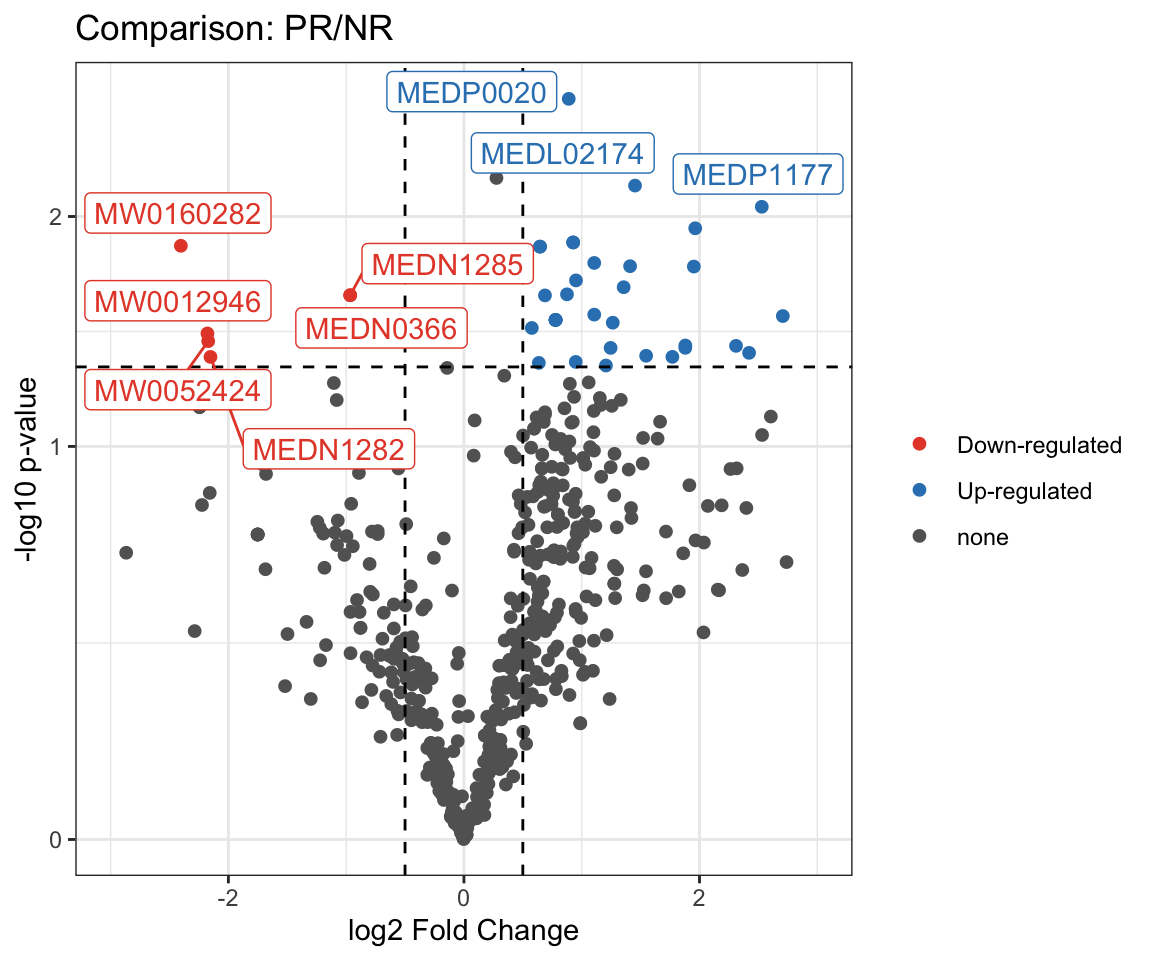 Comparison: PR/NR
MEDP0020
MEDL02174
MEDP1177
MW0160282
MEDN1285
MW0012946
MEDN0366
MW0052424
MEDN1282
2
1
0
-log10 p-value
-2
0
2
log2 Fold Change
Down-regulated
Up-regulated
none